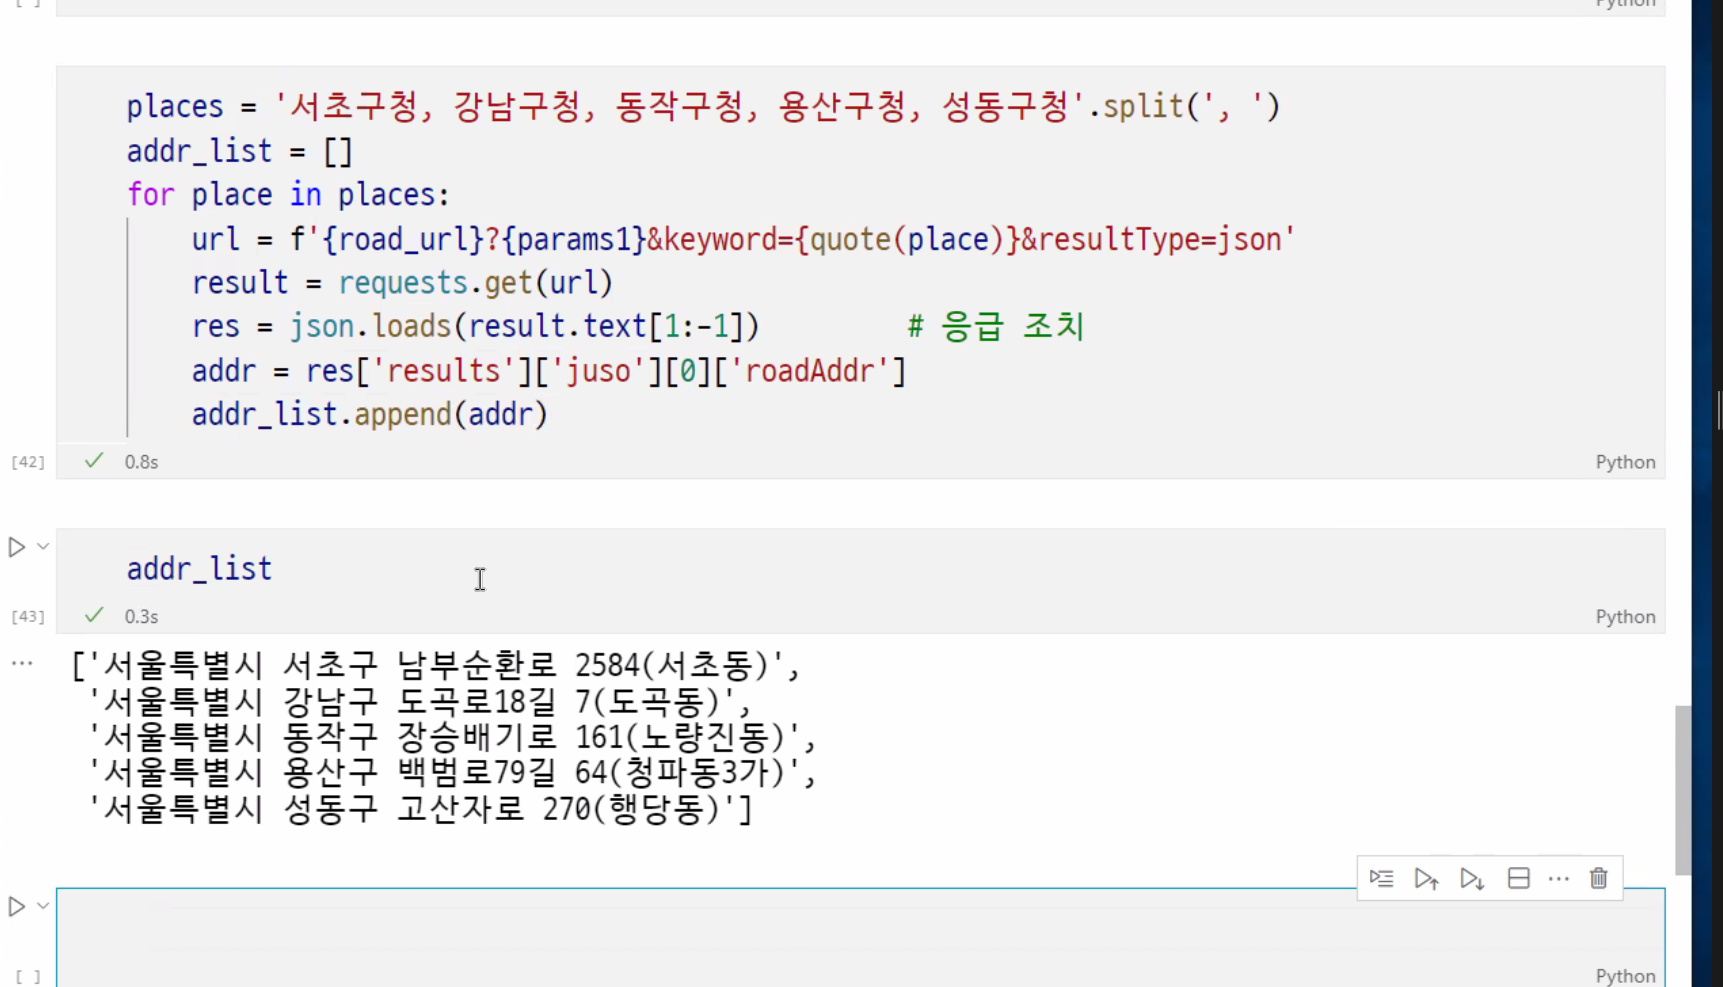 [ ]
Python
places = '서초구청, 강남구청, 동작구청, 용산구청, 성동구청'.split(', ')
addr_list = []
for place in places:
url = f'{road_url}?{params1}&keyword={quote(place)}&resultType=json'
result = requests.get(url)
res = json.loads(result.text[1:-1])         # 응급 조치
addr = res['results']['juso'][0]['roadAddr']
addr_list.append(addr)
[42] 0.8s Python
addr_list
[43] 0.3s Python
['서울특별시 서초구 남부순환로 2584(서초동)',
'서울특별시 강남구 도곡로18길 7(도곡동)',
'서울특별시 동작구 장승배기로 161(노량진동)',
'서울특별시 용산구 백범로79길 64(청파동3가)',
'서울특별시 성동구 고산자로 270(행당동)']
[ ] Python